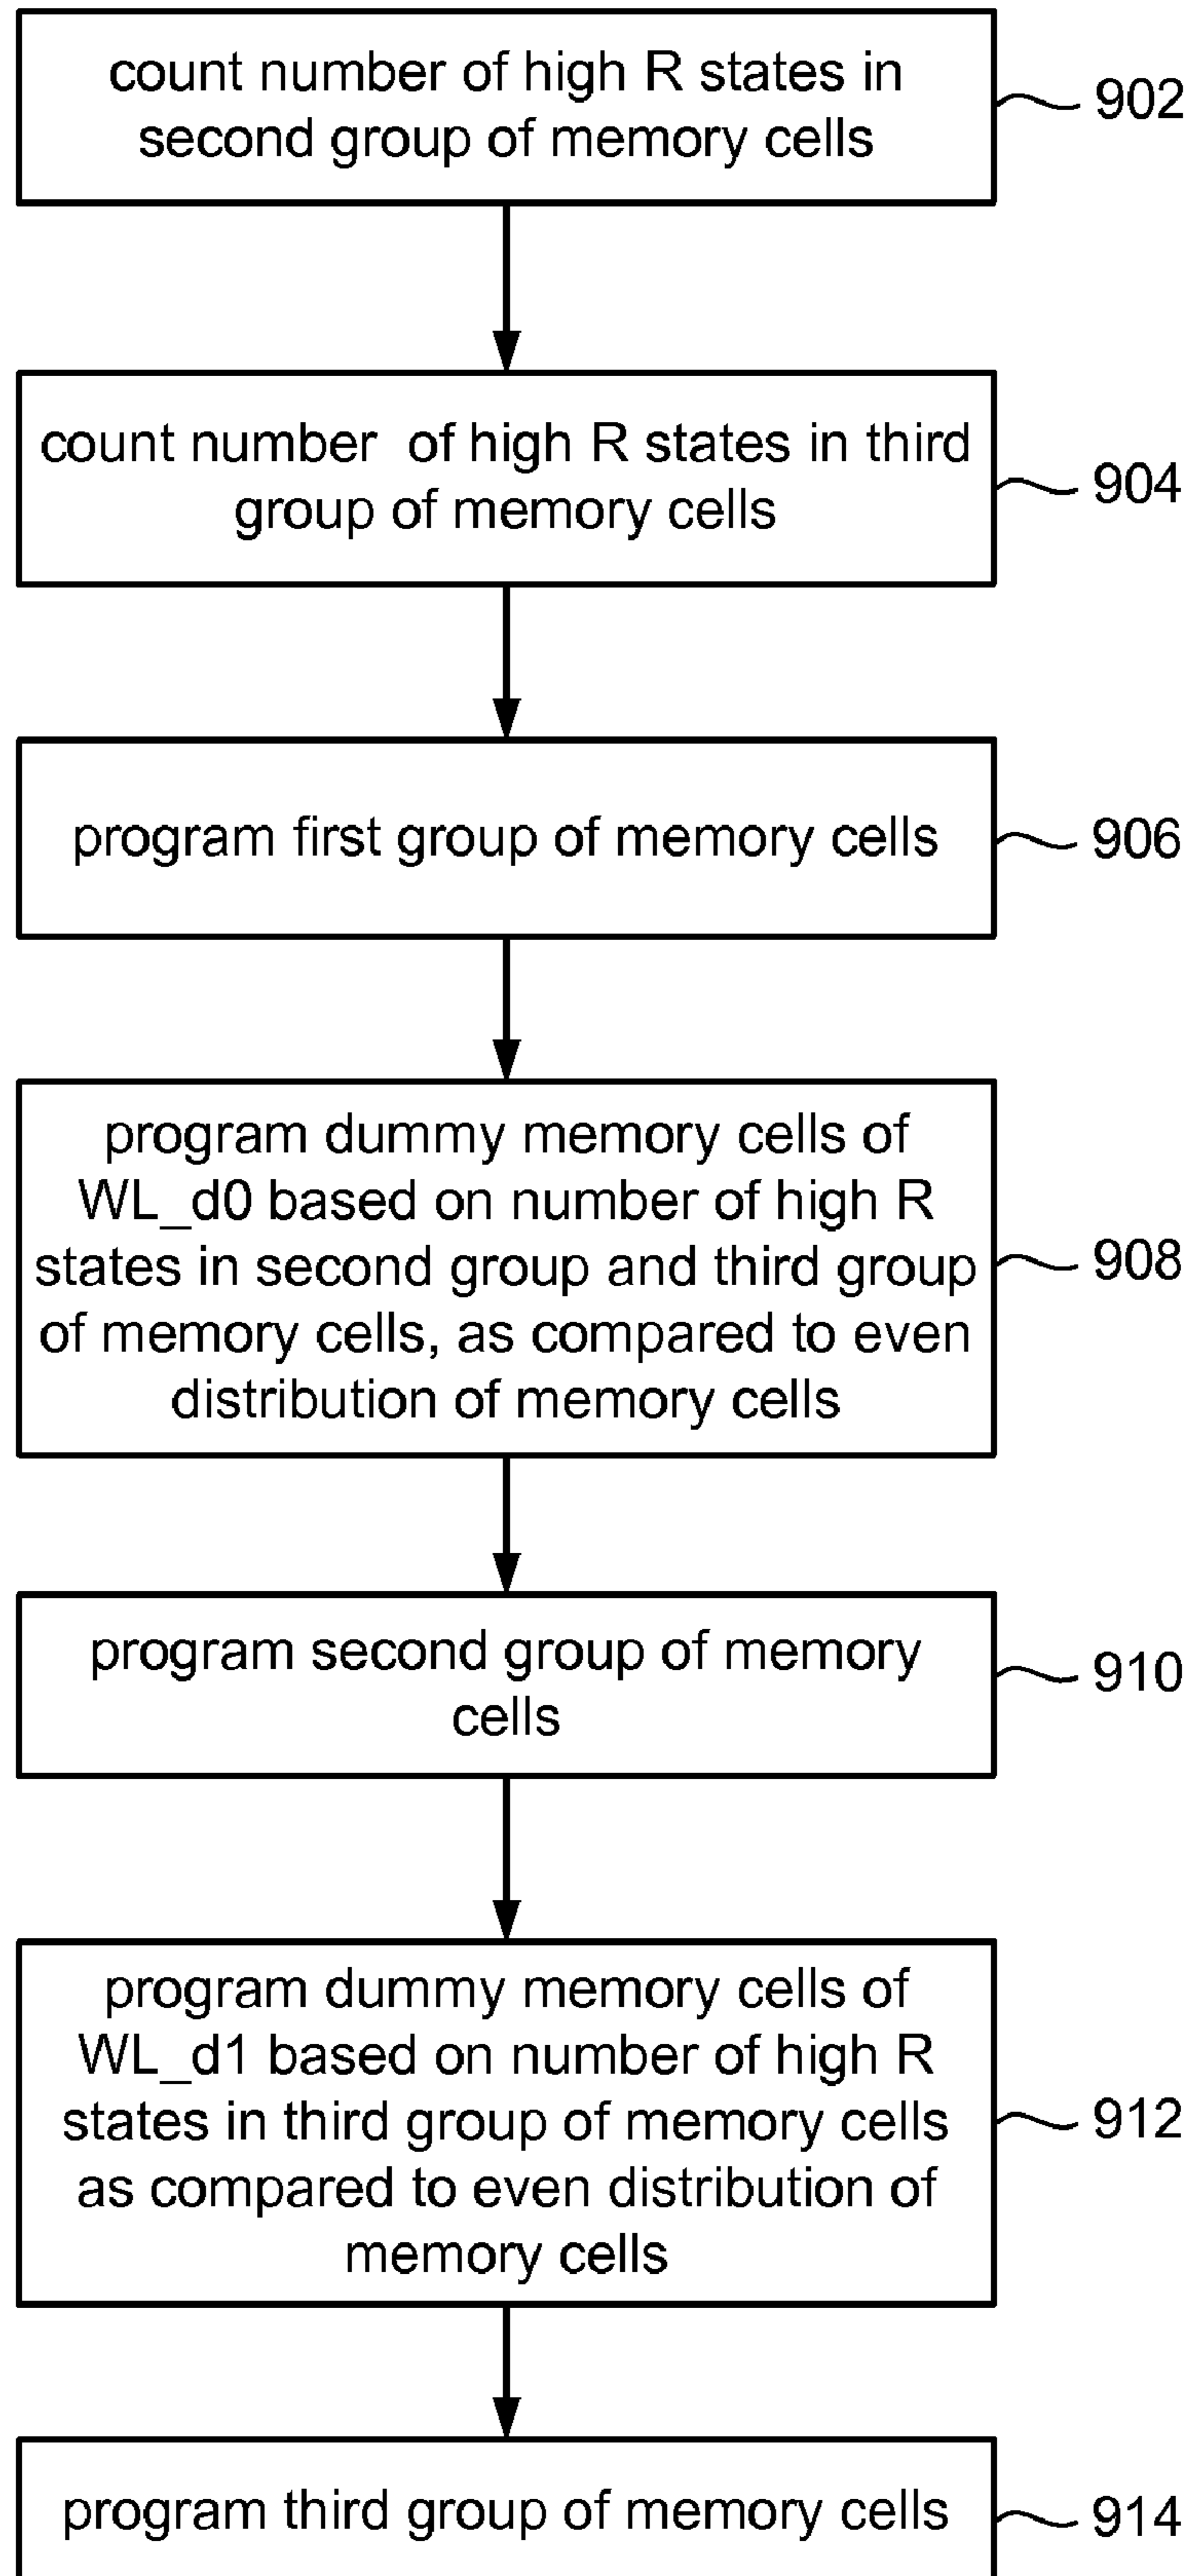 count number of high R states in
second group of memory cells
902
count number of high R states in third
group of memory cells
904
program first group of memory cells
906
program dummy memory cells of
WL_d0 based on number of high R
states in second group and third group
of memory cells, as compared to even
distribution of memory cells
908
program second group of memory
cells
910
program dummy memory cells of
WL_d1 based on number of high R
states in third group of memory cells
as compared to even distribution of
memory cells
912
program third group of memory cells
914